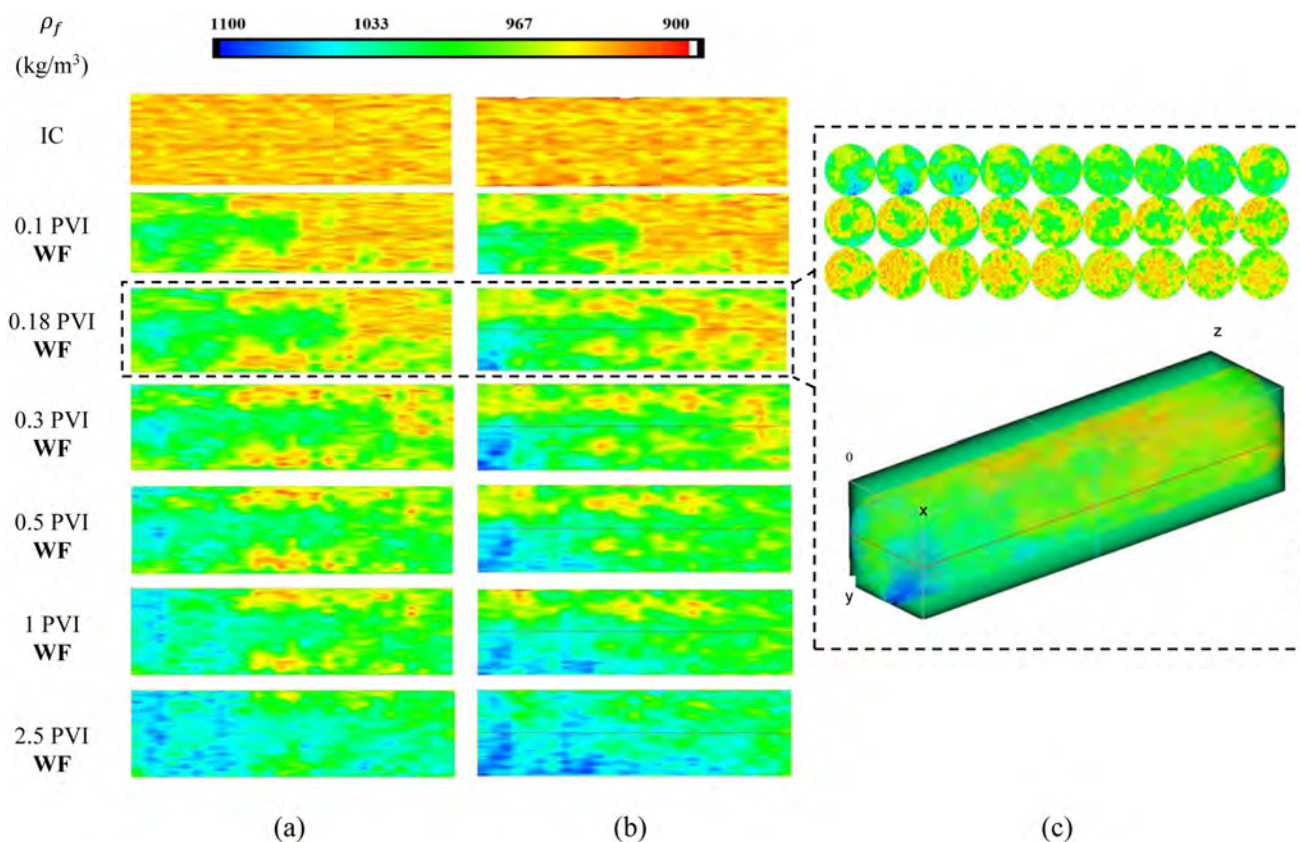 ρf
(kg/m³)
1100 1033 967 900
IC
0.1 PVI
WF
0.18 PVI
WF
0.3 PVI
WF
0.5 PVI
WF
1 PVI
WF
2.5 PVI
WF
z
0
x
y
(a) (b) (c)